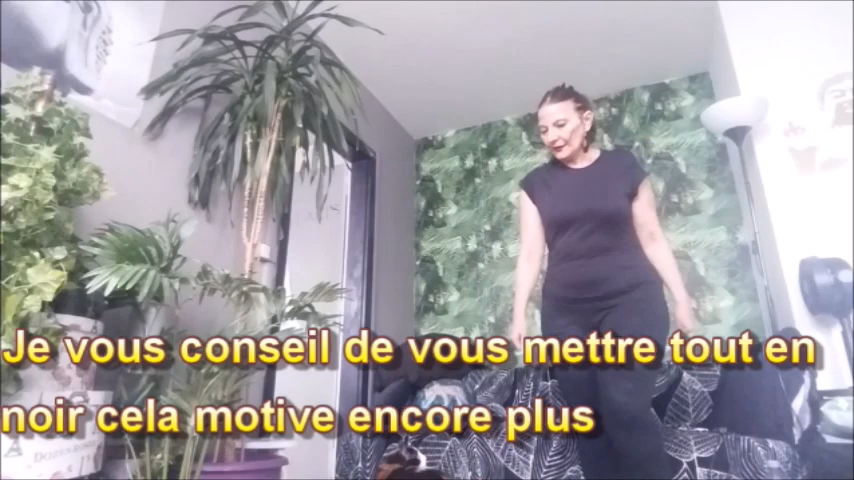 Je vous conseil de vous mettre tout en
noir cela motive encore plus